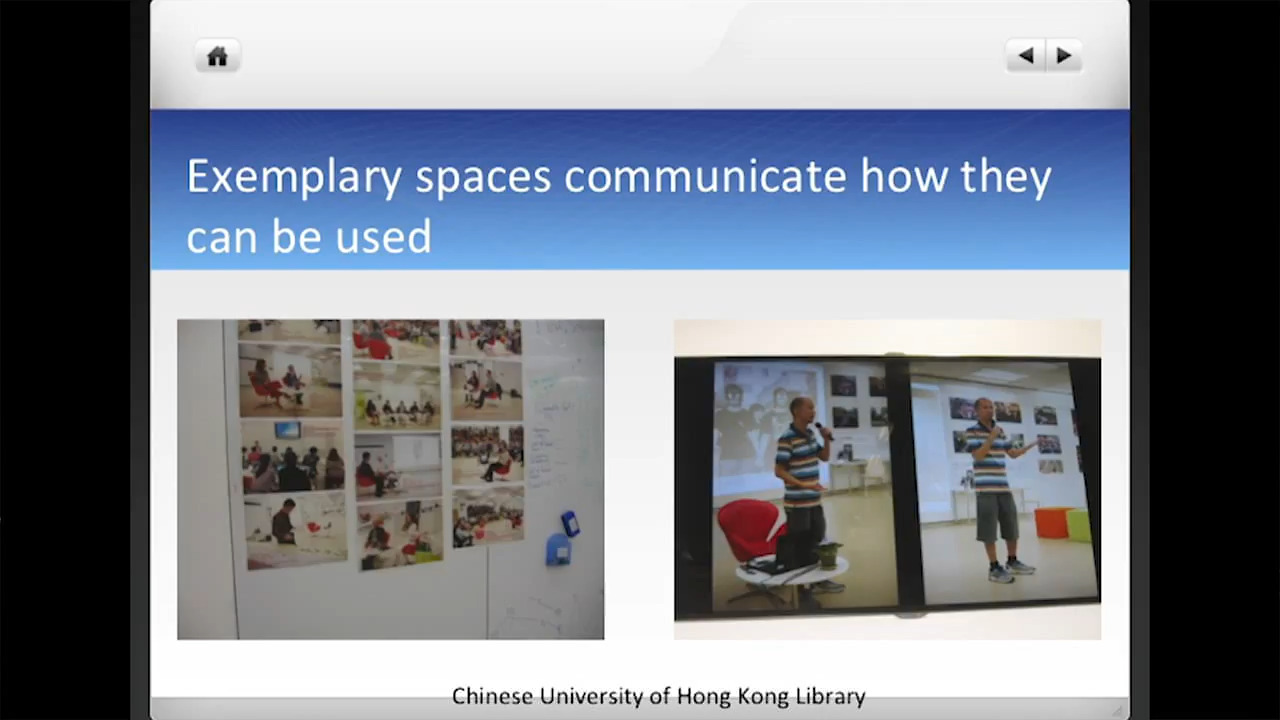 Exemplary spaces communicate how they
can be used
Chinese University of Hong Kong Library